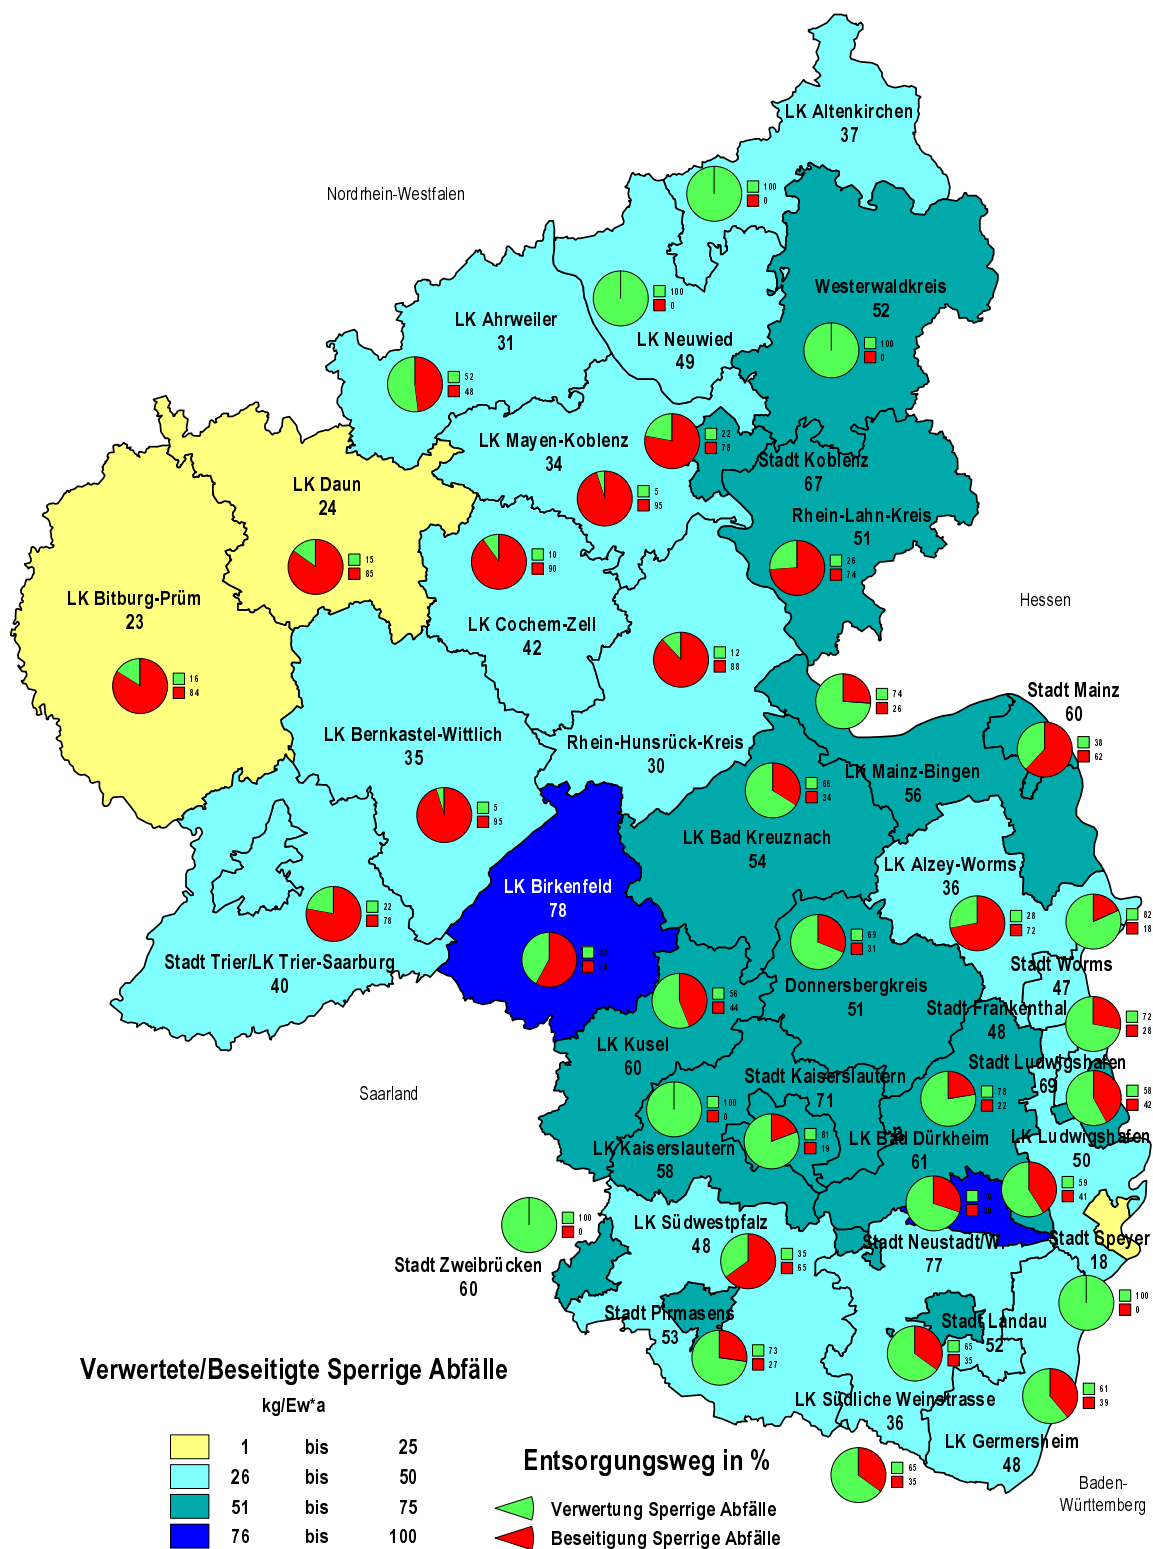 LK Altenkirchen
37
100
0
Nordrhein-Westfalen
Westerwaldkreis
52
100
0
100
0
LK Neuwied
49
LK Ahrweiler
31
52
48
LK Mayen-Koblenz
34
22
78
5
95
Stadt Koblenz
67
Rhein-Lahn-Kreis
51
26
74
LK Daun
24
15
85
10
90
LK Cochem-Zell
42
LK Bitburg-Prüm
23
16
84
Hessen
12
88
Rhein-Hunsrück-Kreis
30
74
26
Stadt Mainz
60
38
62
LK Bernkastel-Wittlich
35
5
95
LK Mainz-Bingen
56
66
34
LK Bad Kreuznach
54
LK Alzey-Worms
36
28
72
LK Birkenfeld
78
82
18
22
78
Stadt Trier/LK Trier-Saarburg
40
69
31
Donnersbergkreis
51
Stadt Worms
47
56
44
LK Kusel
60
Stadt Frankenthal
48
72
28
Stadt Ludwigshafen
69
58
42
Saarland
Stadt Kaiserslautern
71
78
22
100
0
81
19
LK Kaiserslautern
58
LK Bad Dürkheim
61
LK Ludwigshafen
50
59
41
100
0
Stadt Zweibrücken
60
LK Südwestpfalz
48
35
65
Stadt Neustadt/W.
77
Stadt Speyer
18
100
0
Stadt Pirmasens
53
73
27
Stadt Landau
52
65
35
61
39
LK Südliche Weinstrasse
36
LK Germersheim
48
65
35
Baden-
Württemberg
Verwertete/Beseitigte Sperrige Abfälle
kg/Ew*a
1 bis 25
26 bis 50
51 bis 75
76 bis 100
Entsorgungsweg in %
Verwertung Sperrige Abfälle
Beseitigung Sperrige Abfälle